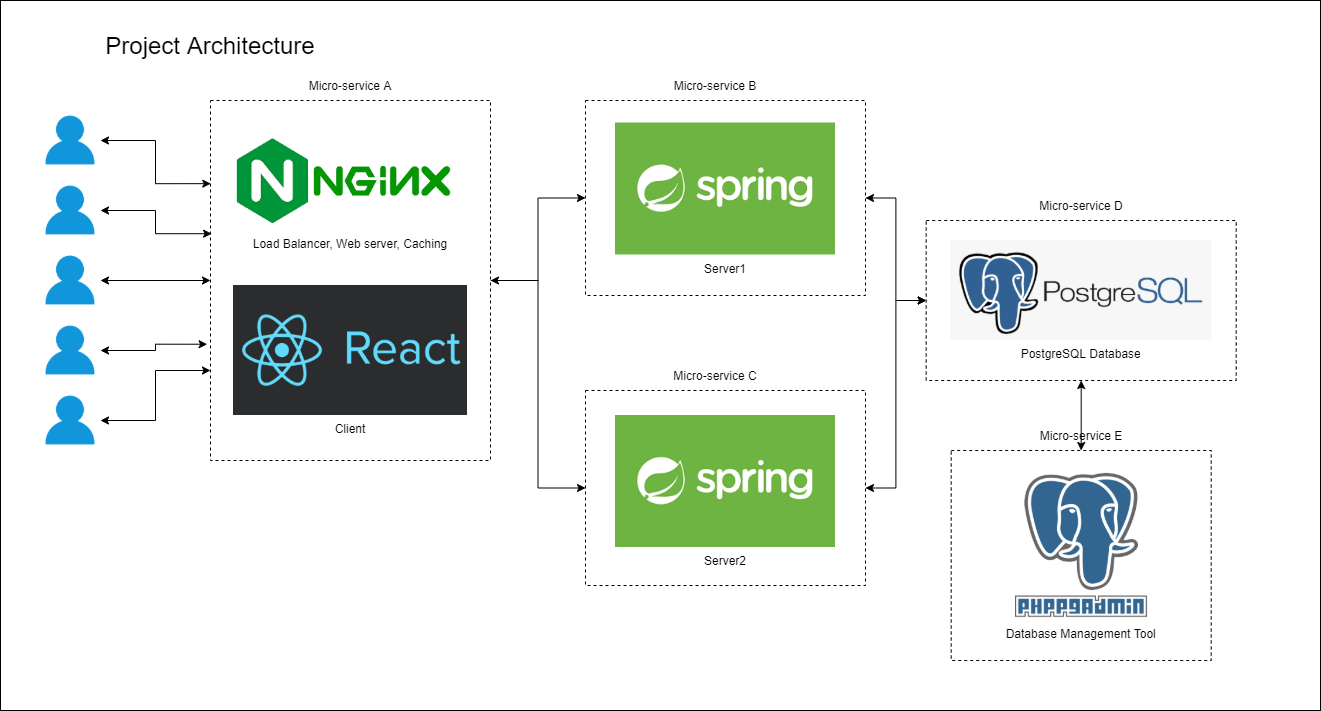 Project Architecture
Micro-service A
NGINX
Load Balancer, Web server, Caching
React
Client
Micro-service B
spring
Server1
Micro-service C
spring
Server2
Micro-service D
PostgreSQL
PostgreSQL Database
Micro-service E
phppgadmin
Database Management Tool